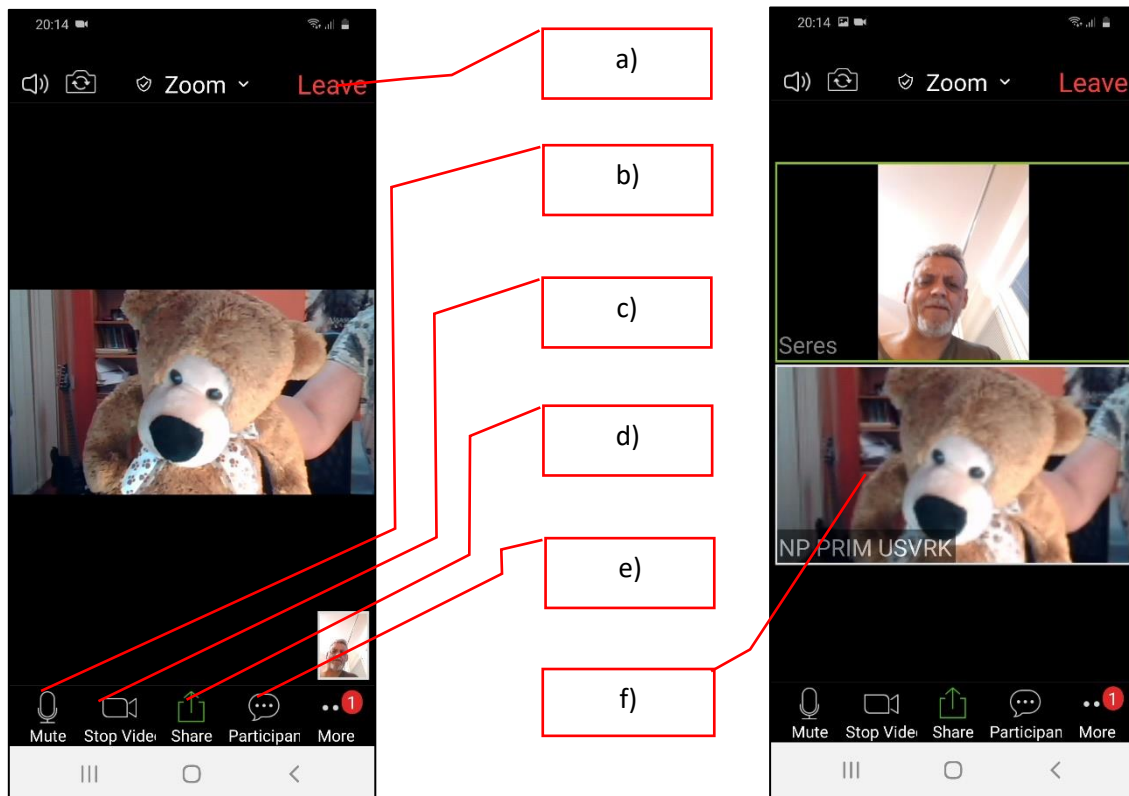 20:14
Zoom
Leave
Mute
Stop Vide
Share
Participan
More
1
a)
b)
c)
d)
e)
f)
20:14
Zoom
Leave
Seres
NP PRIM USVRK
Mute
Stop Vide
Share
Participan
More
1